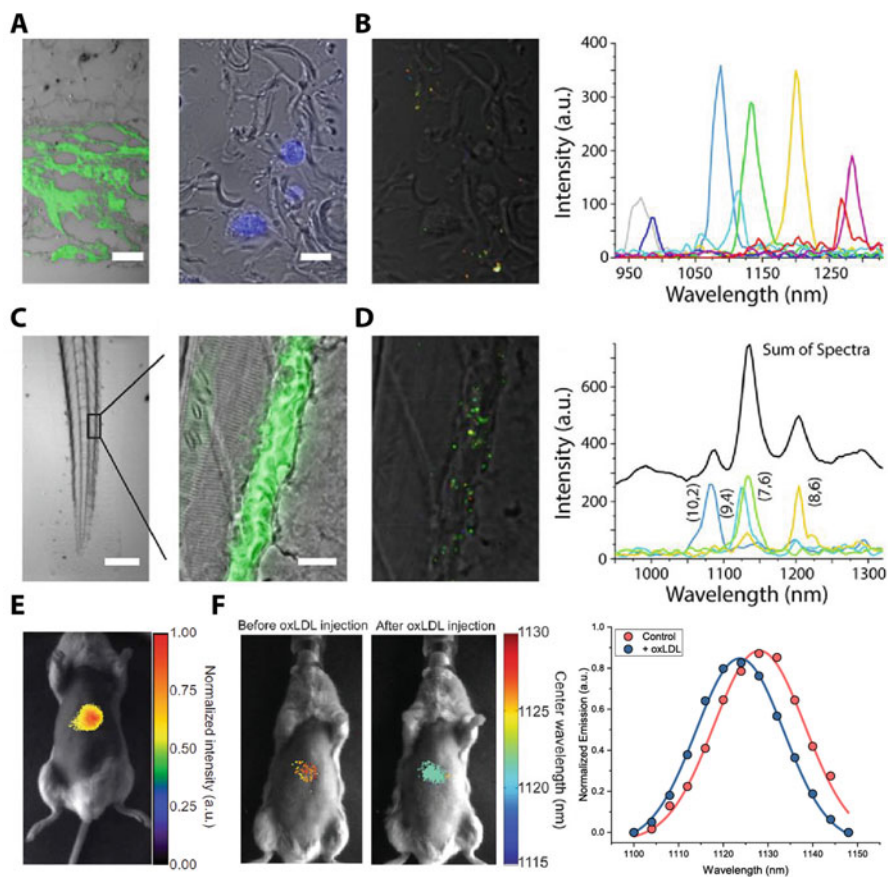 A
B
Intensity (a.u.)
400
300
200
100
0
950
1050
1150
1250
Wavelength (nm)
C
D
Sum of Spectra
Intensity (a.u.)
600
400
200
0
(10,2)
(9,4)
(7,6)
(8,6)
1000
1100
1200
1300
Wavelength (nm)
E
1.00
0.75
0.50
0.25
0.00
Normalized intensity (a.u.)
F
Before oxLDL injection
After oxLDL injection
1130
1125
1120
1115
Center wavelength (nm)
Control
+ oxLDL
Normalized Emission (a.u.)
1.0
0.8
0.6
0.4
0.2
0.0
1100
1110
1120
1130
1140
1150
Wavelength (nm)